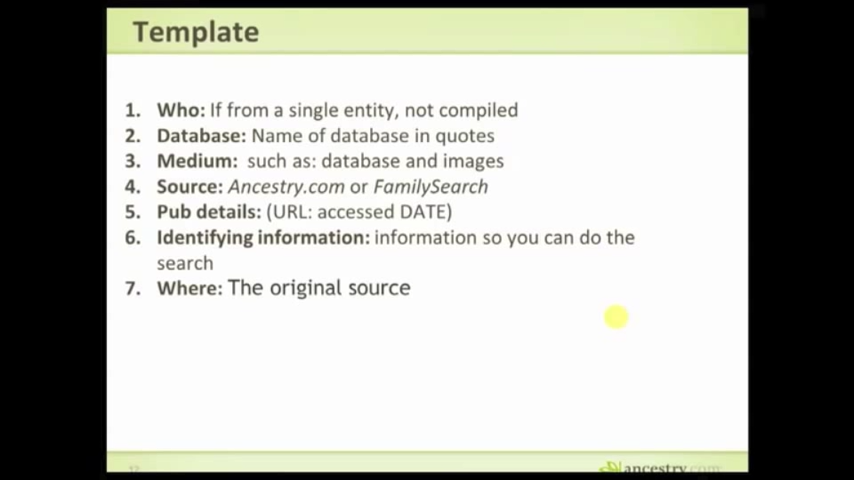 Template
1. Who: If from a single entity, not compiled
2. Database: Name of database in quotes
3. Medium: such as: database and images
4. Source: Ancestry.com or FamilySearch
5. Pub details: (URL: accessed DATE)
6. Identifying information: information so you can do the
search
7. Where: The original source
ancestry.com